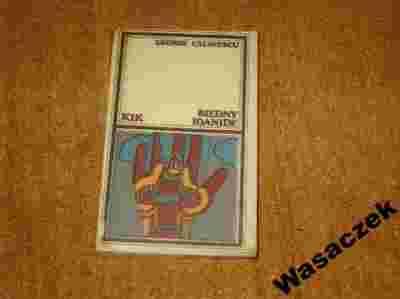 GEORGE CALINESCU
KIK
BIEDNY
IOANIDE
Wasaczek